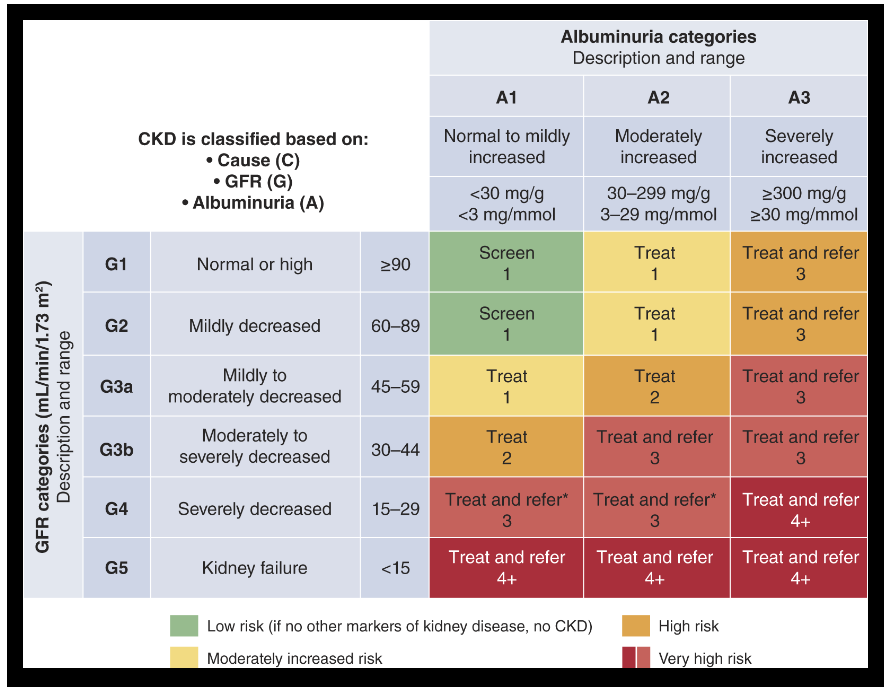 Albuminuria categories
Description and range
A1
A2
A3
CKD is classified based on:
• Cause (C)
• GFR (G)
• Albuminuria (A)
Normal to mildly
increased
Moderately
increased
Severely
increased
<30 mg/g
<3 mg/mmol
30–299 mg/g
3–29 mg/mmol
≥300 mg/g
≥30 mg/mmol
GFR categories (mL/min/1.73 m²)
Description and range
G1
Normal or high
≥90
Screen
1
Treat
1
Treat and refer
3
G2
Mildly decreased
60–89
Screen
1
Treat
1
Treat and refer
3
G3a
Mildly to
moderately decreased
45–59
Treat
1
Treat
2
Treat and refer
3
G3b
Moderately to
severely decreased
30–44
Treat
2
Treat and refer
3
Treat and refer
3
G4
Severely decreased
15–29
Treat and refer*
3
Treat and refer*
3
Treat and refer
4+
G5
Kidney failure
<15
Treat and refer
4+
Treat and refer
4+
Treat and refer
4+
Low risk (if no other markers of kidney disease, no CKD)
High risk
Moderately increased risk
Very high risk